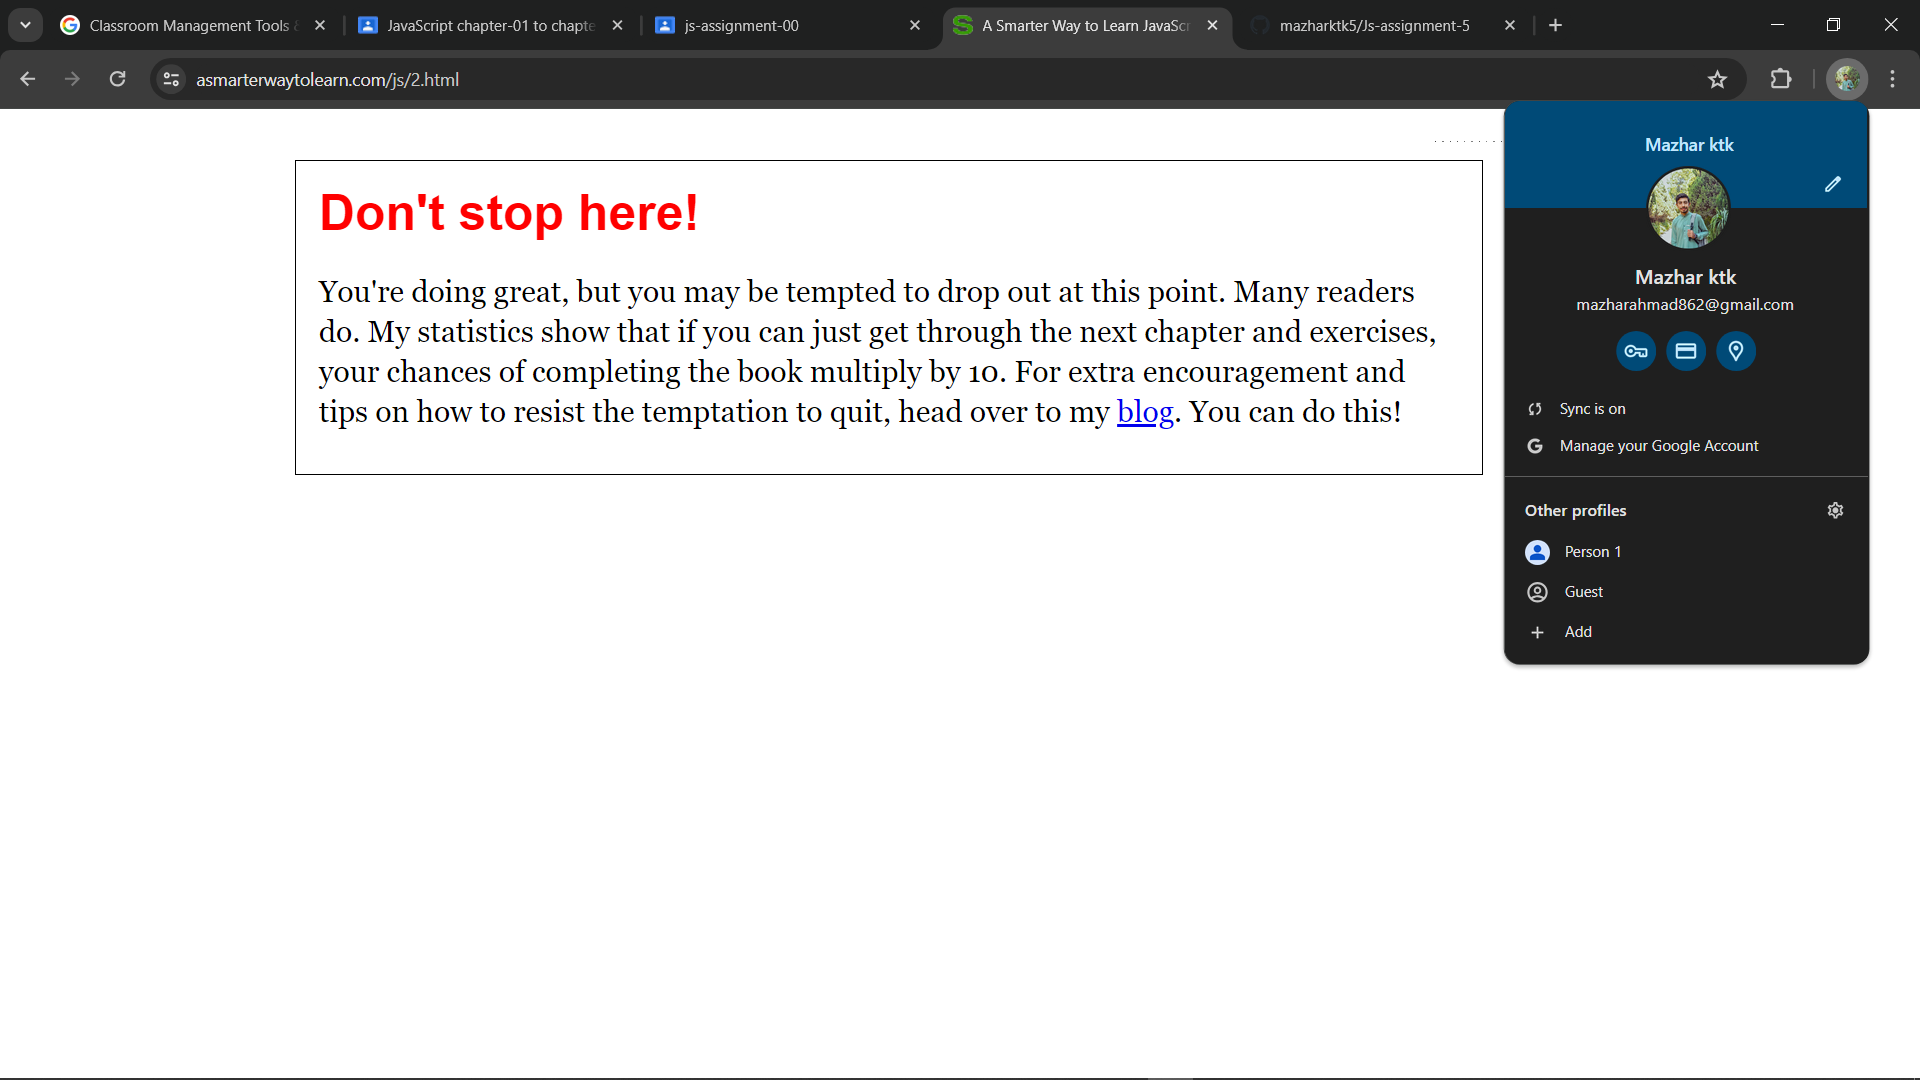 Classroom Management Tools &
JavaScript chapter-01 to chapte
js-assignment-00
A Smarter Way to Learn JavaScr
mazharktk5/Js-assignment-5
asmarterwaytolearn.com/js/2.html
Don't stop here!
You're doing great, but you may be tempted to drop out at this point. Many readers
do. My statistics show that if you can just get through the next chapter and exercises,
your chances of completing the book multiply by 10. For extra encouragement and
tips on how to resist the temptation to quit, head over to my blog. You can do this!
Mazhar ktk
Mazhar ktk
mazharahmad862@gmail.com
Sync is on
Manage your Google Account
Other profiles
Person 1
Guest
Add